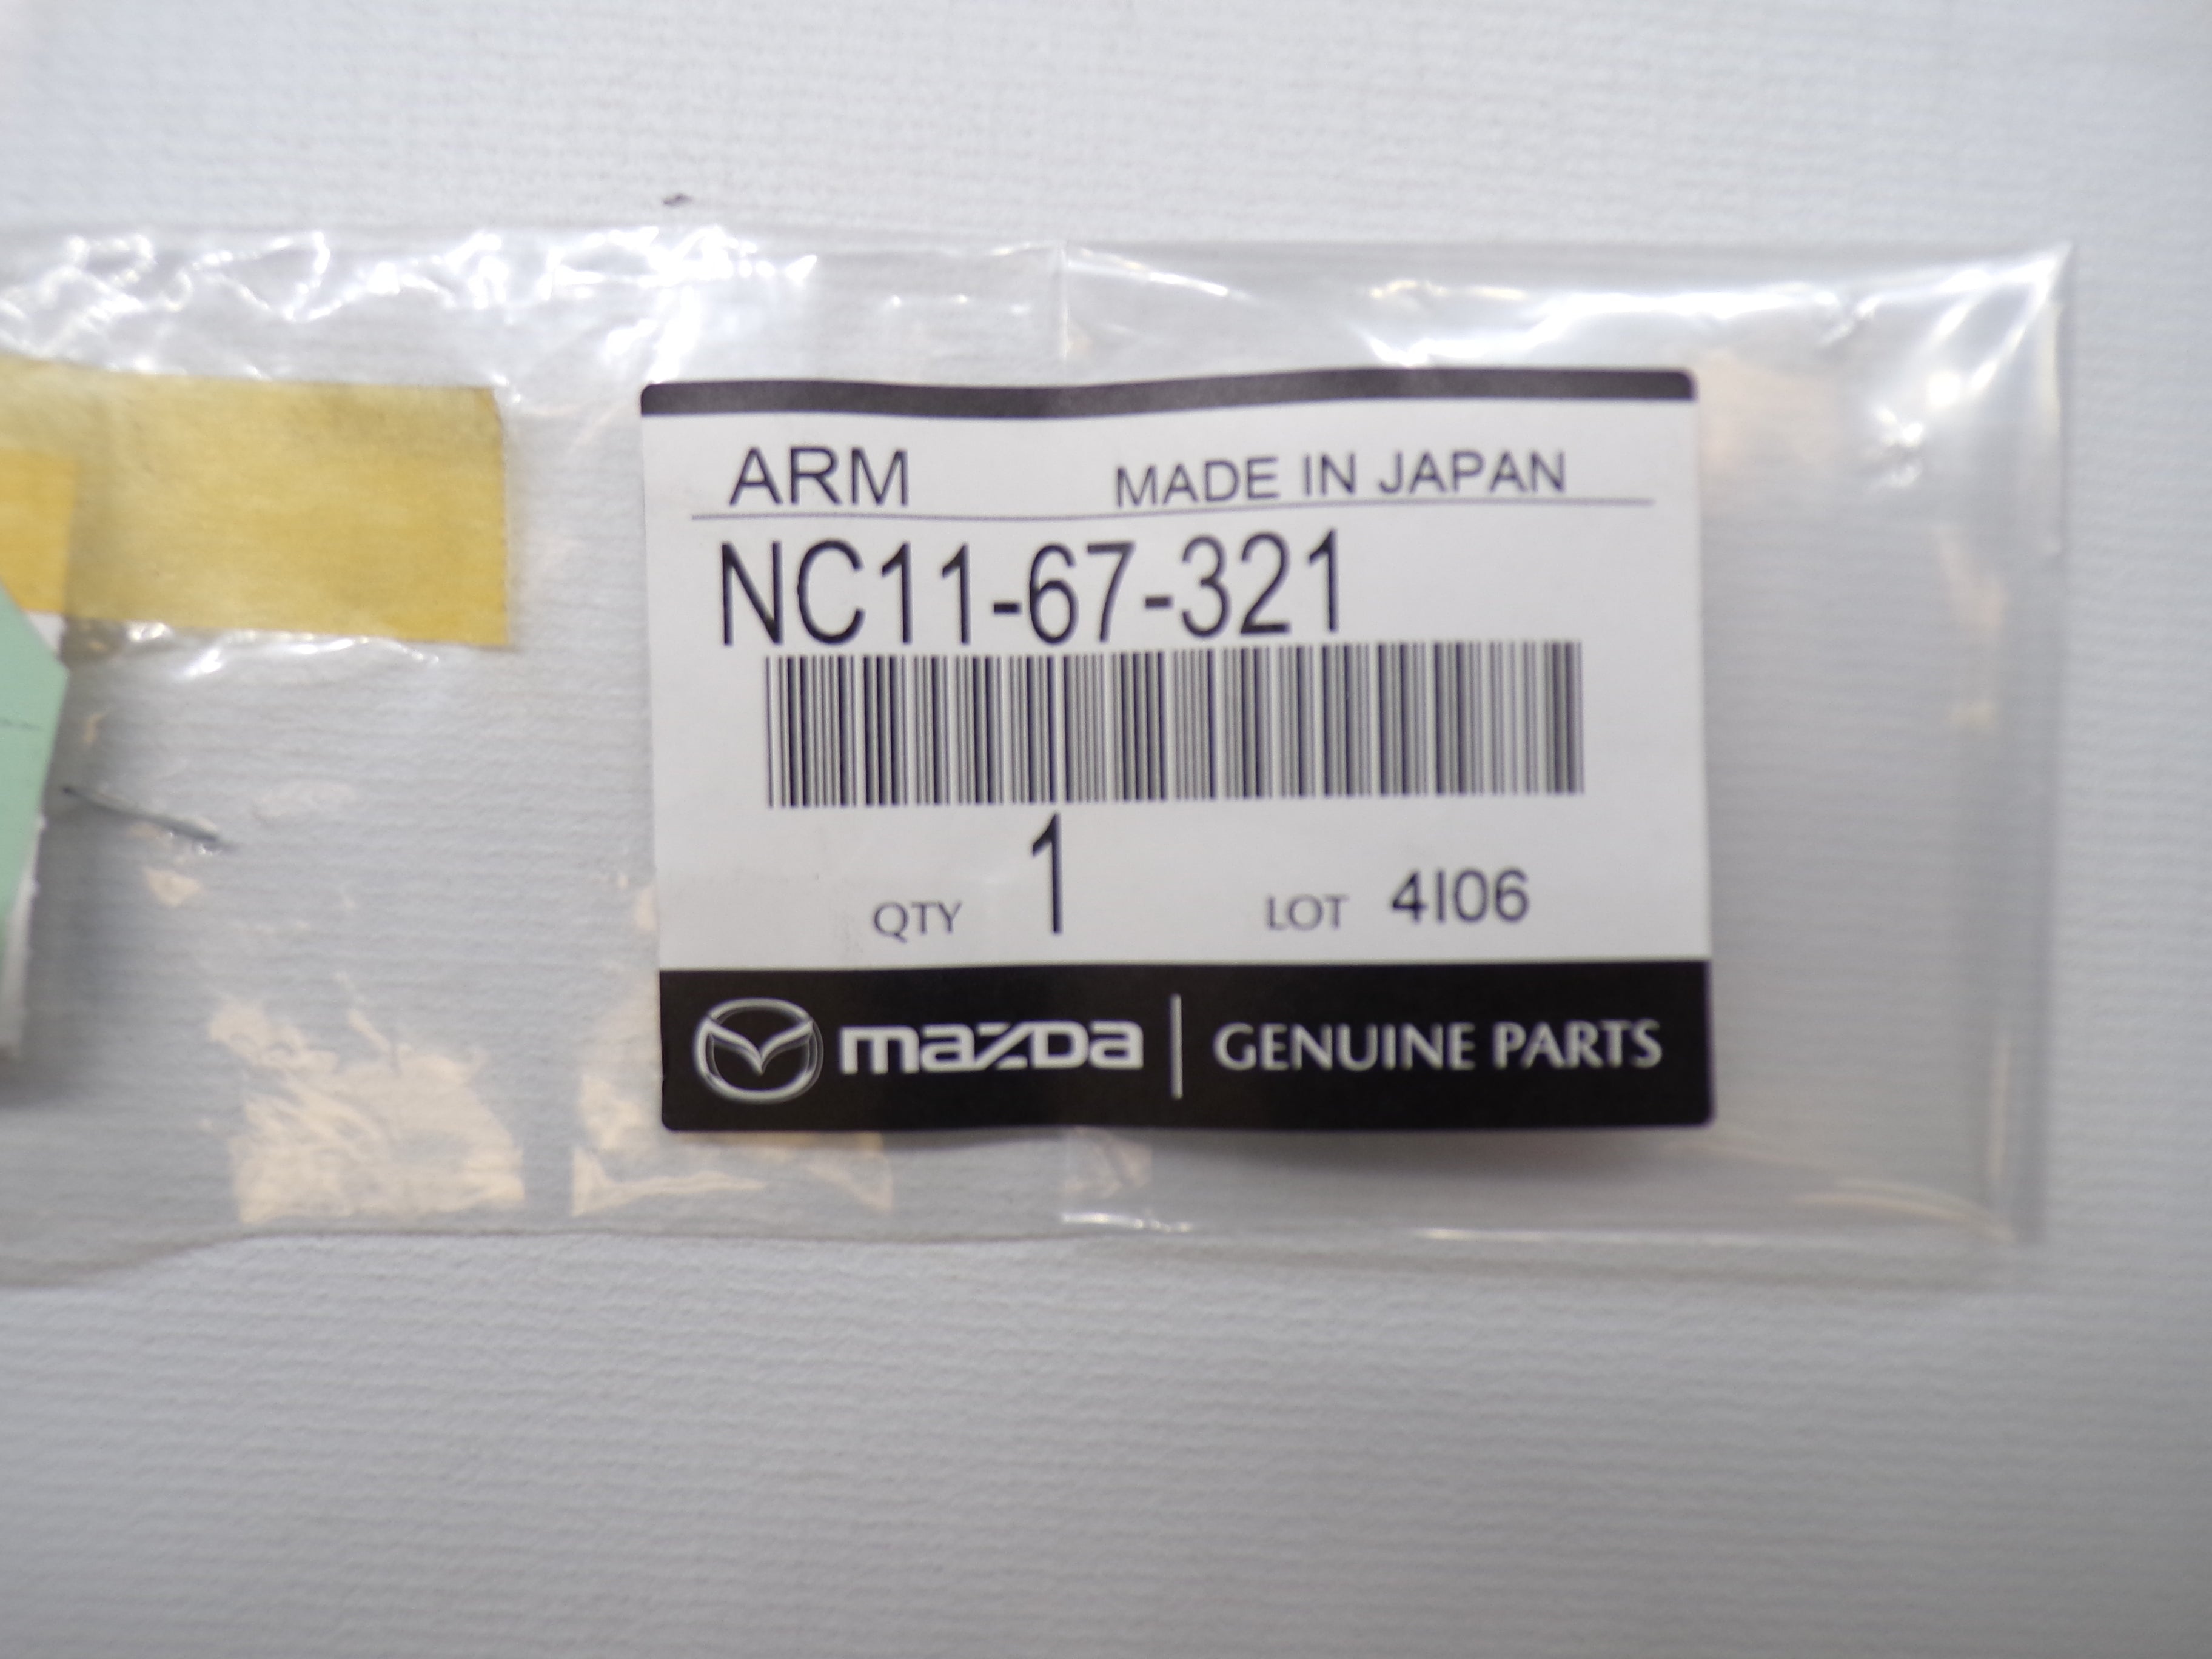 ARM MADE IN JAPAN
NC11-67-321
QTY 1 LOT 4I06
mazda GENUINE PARTS